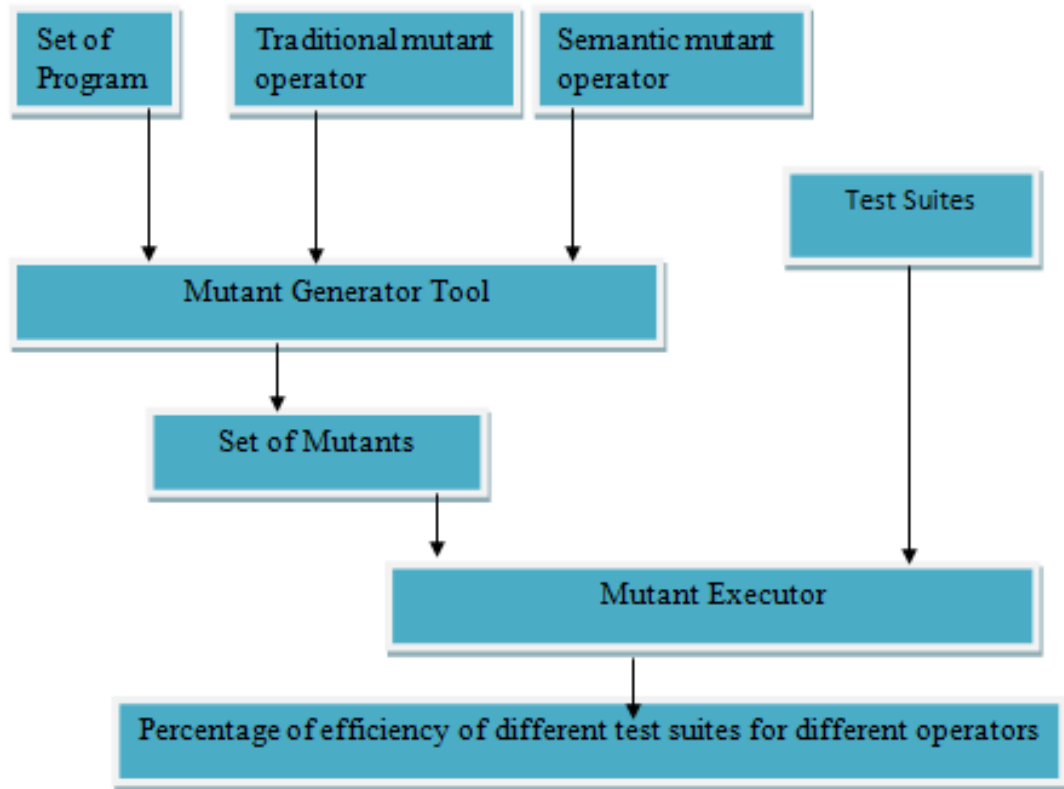 Set of
Program
Traditional mutant
operator
Semantic mutant
operator
Test Suites
Mutant Generator Tool
Set of Mutants
Mutant Executor
Percentage of efficiency of different test suites for different operators